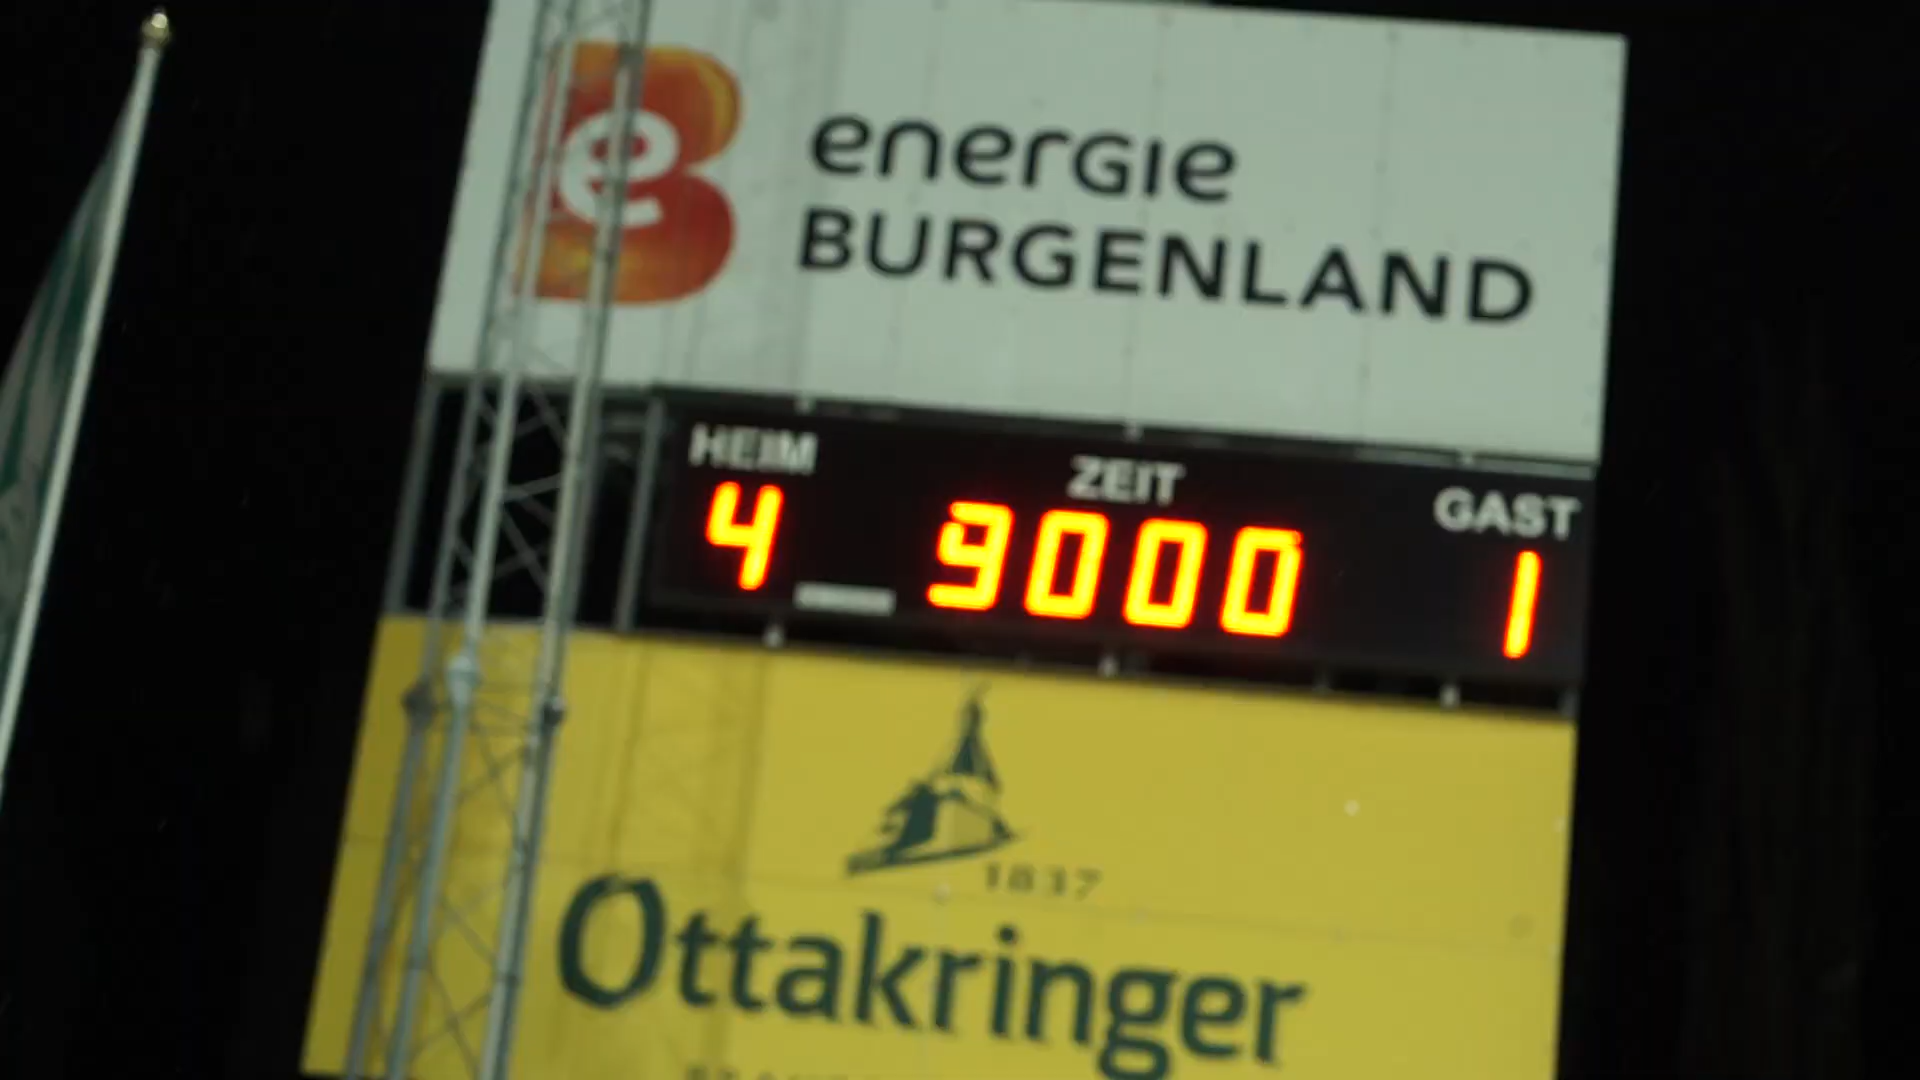 e
energie
BURGENLAND
HEIM ZEIT GAST
4 9000 1
1837
Ottakringer